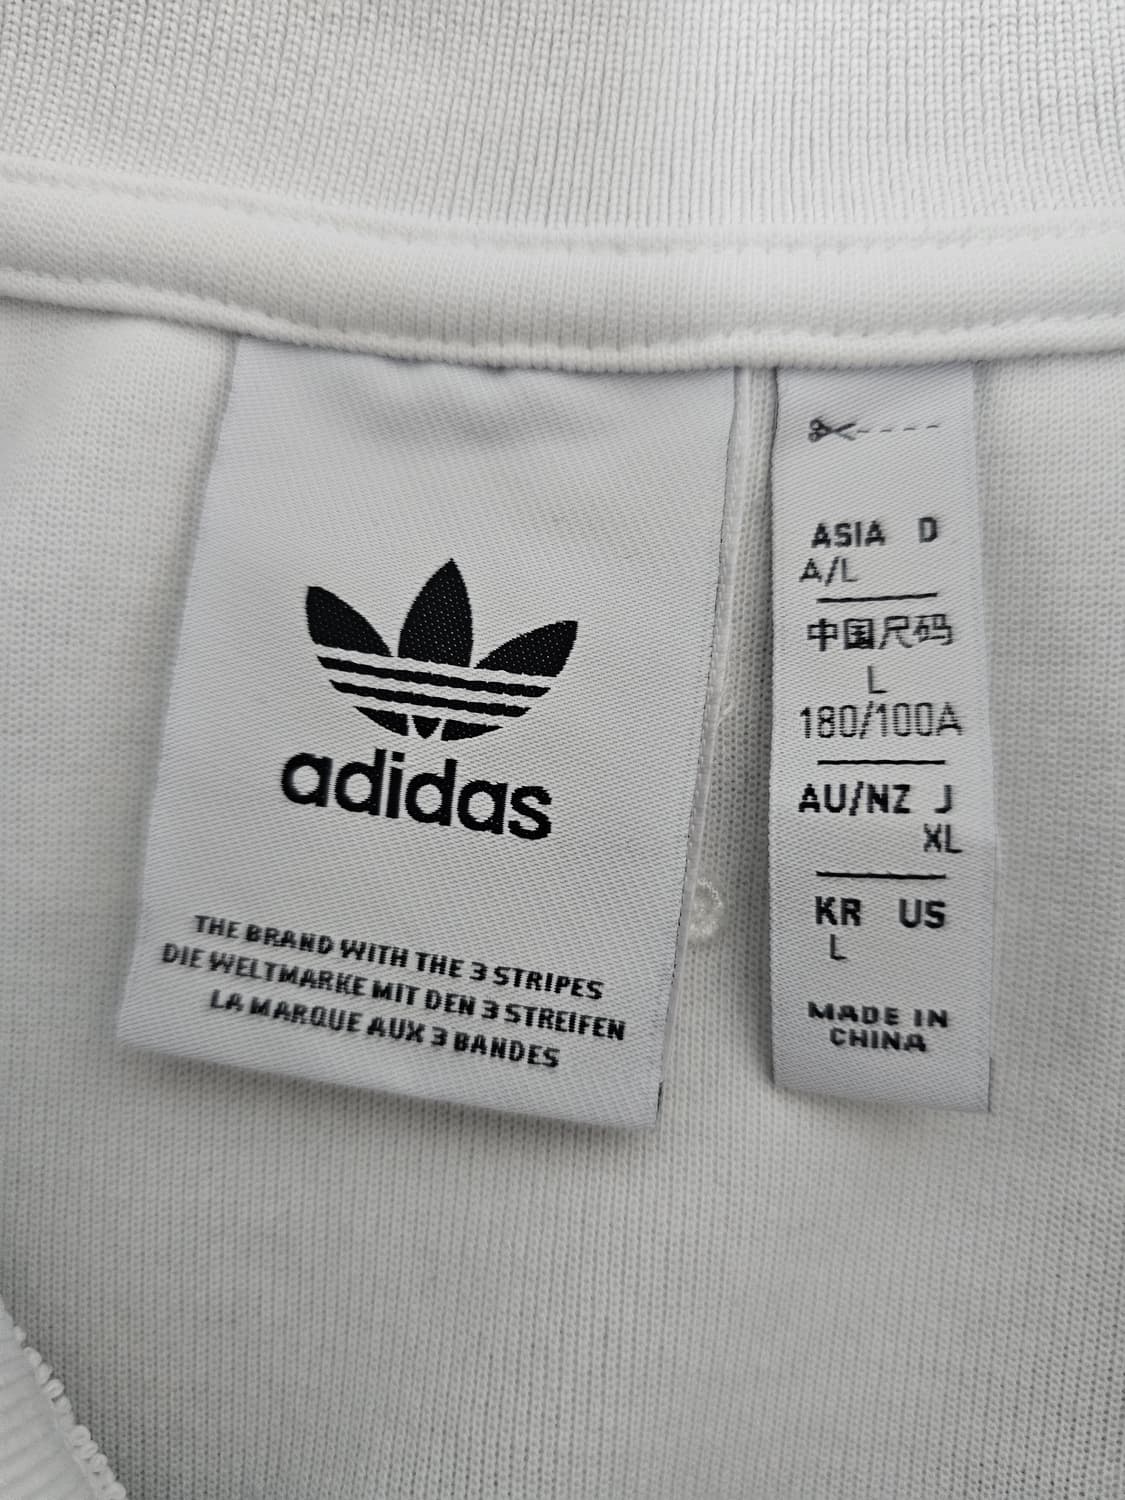 adidas
THE BRAND WITH THE 3 STRIPES
DIE WELTMARKE MIT DEN 3 STREIFEN
LA MARQUE AUX 3 BANDES
ASIA D
A/L
中国尺码
L
180/100A
AU/NZ J
XL
KR US
L
MADE IN
CHINA